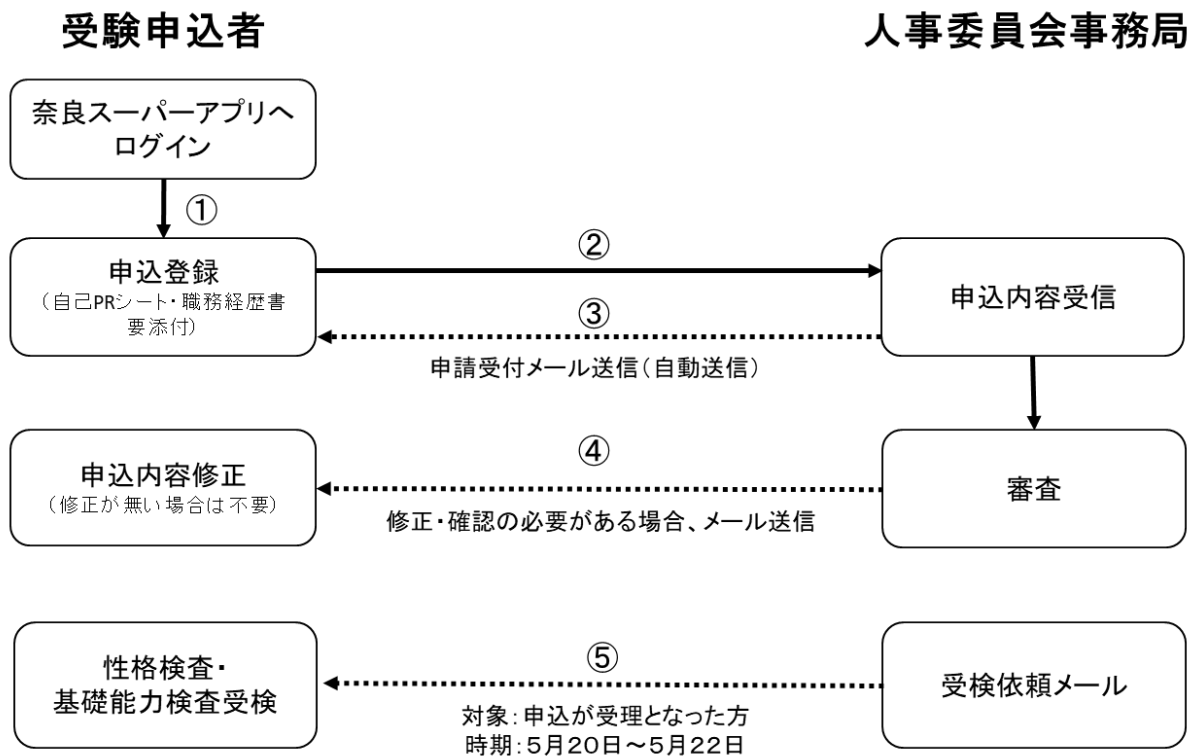 受験申込者
人事委員会事務局
奈良スーパーアプリへ
ログイン
①
申込登録
（自己PRシート・職務経歴書
要添付）
②
申込内容受信
③
申請受付メール送信（自動送信）
申込内容修正
（修正が無い場合は不要）
④
修正・確認の必要がある場合、メール送信
審査
性格検査・
基礎能力検査受検
⑤
対象：申込が受理となった方
時期：５月２０日～５月２２日
受検依頼メール